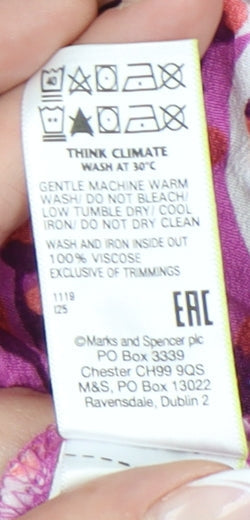 40
THINK CLIMATE
WASH AT 30°C
GENTLE MACHINE WARM
WASH/ DO NOT BLEACH/
LOW TUMBLE DRY/ COOL
IRON/ DO NOT DRY CLEAN
WASH AND IRON INSIDE OUT
100% VISCOSE
EXCLUSIVE OF TRIMMINGS
1119
I25
EAC
©Marks and Spencer plc
PO Box 3339
Chester CH99 9QS
M&S, PO Box 13022
Ravensdale, Dublin 2